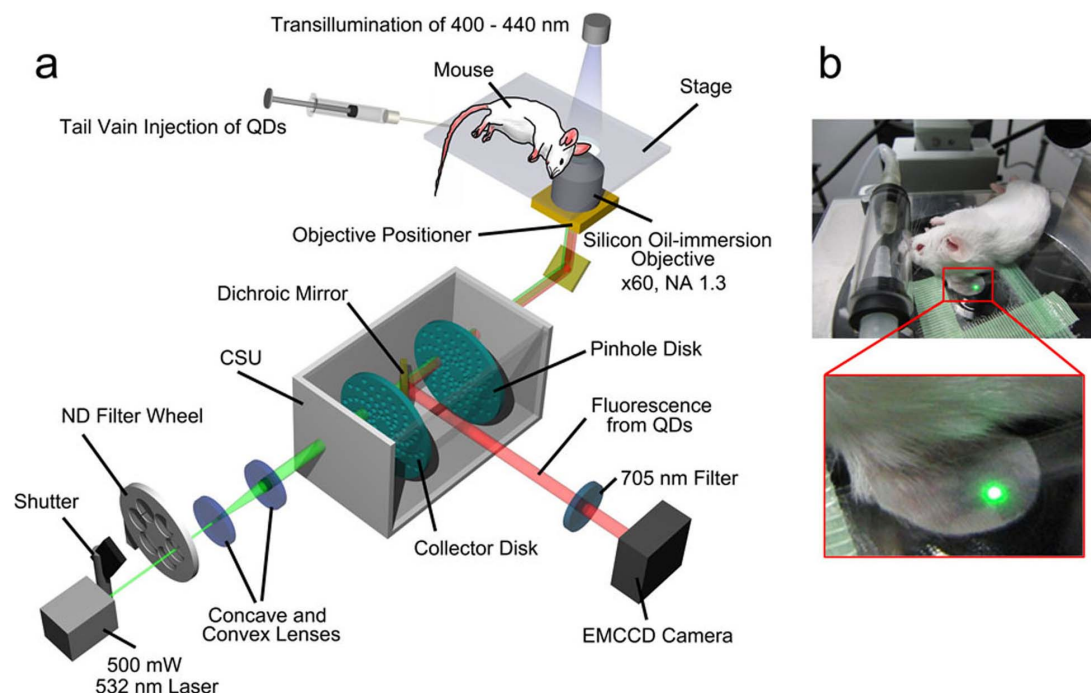 a
b
Transillumination of 400 - 440 nm
Mouse
Stage
Tail Vain Injection of QDs
Objective Positioner
Silicon Oil-immersion
Objective
x60, NA 1.3
Dichroic Mirror
CSU
Pinhole Disk
ND Filter Wheel
Fluorescence
from QDs
705 nm Filter
Shutter
Collector Disk
Concave and
Convex Lenses
EMCCD Camera
500 mW
532 nm Laser